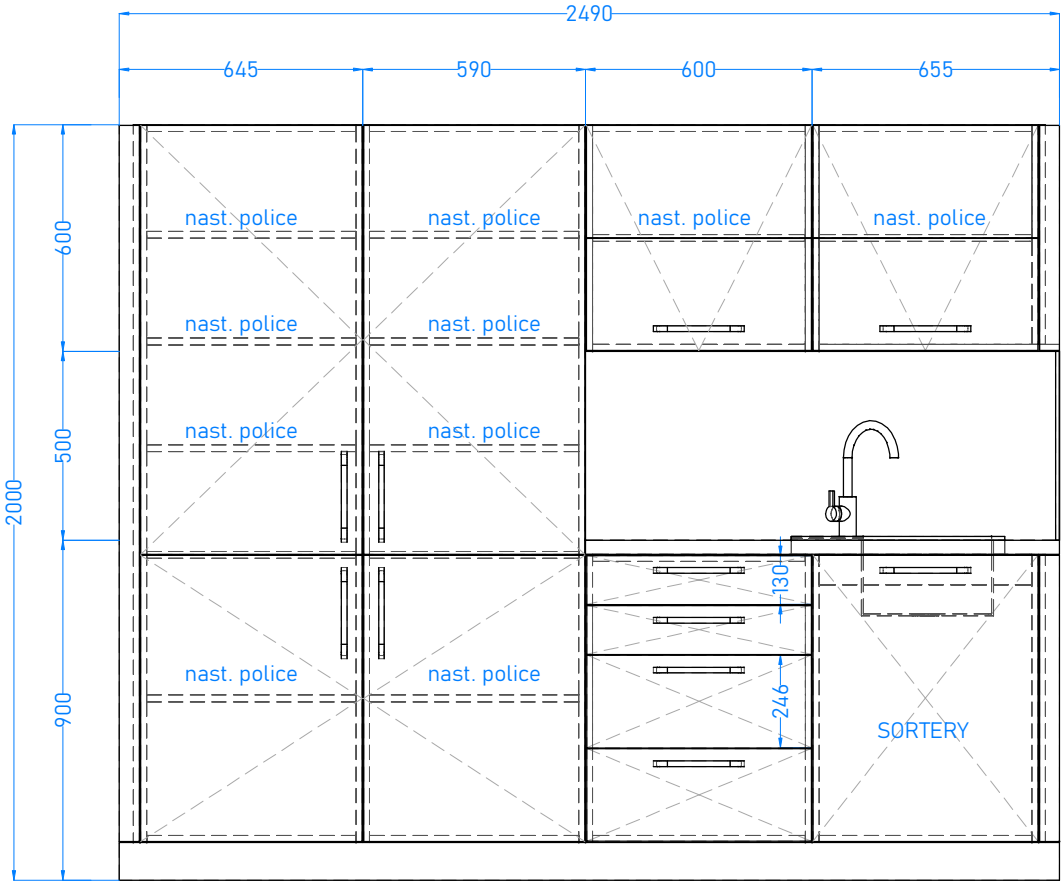 2490
645 590 600 655
nast. police nast. police nast. police nast. police
600
nast. police nast. police
nast. police nast. police
500
2000
130
nast. police nast. police
246
900
SORTERY